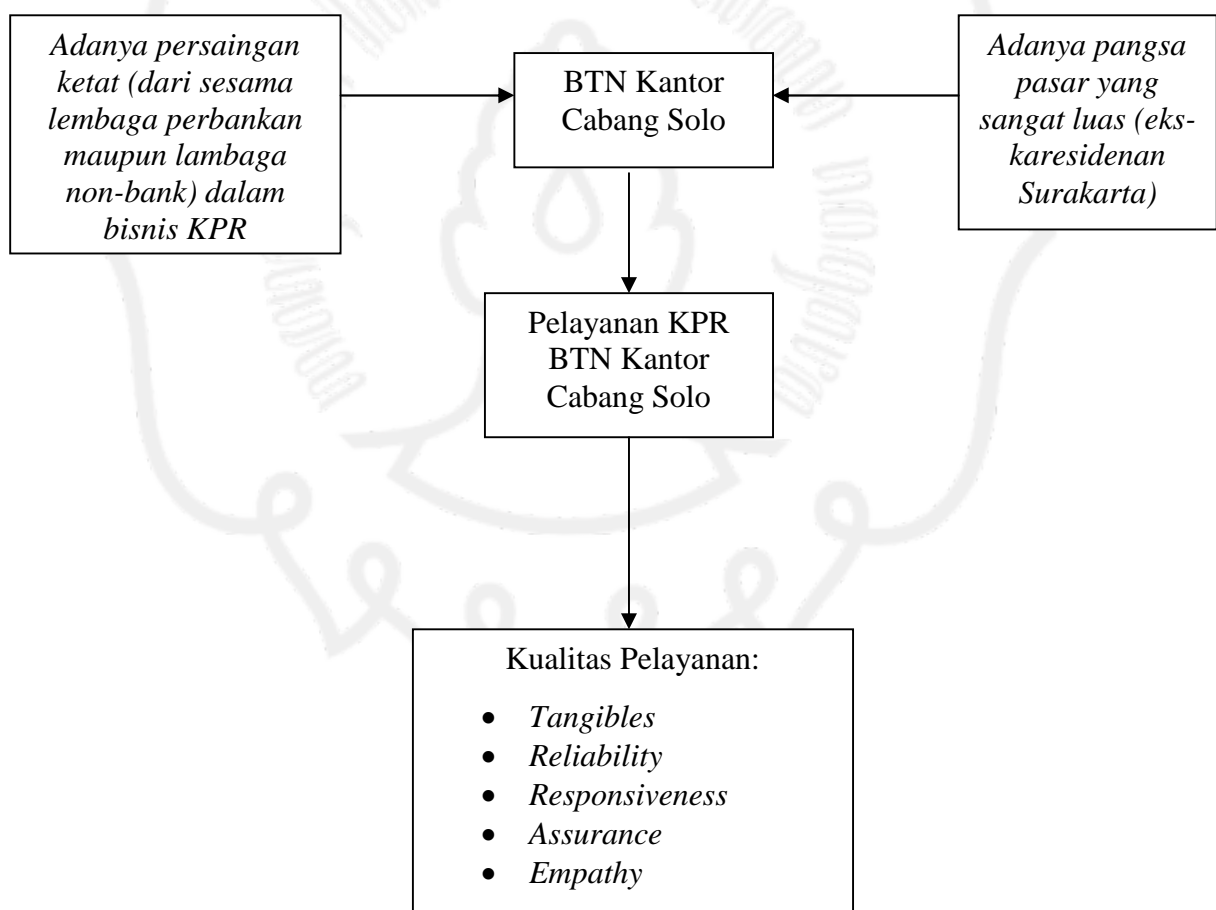 Adanya persaingan
ketat (dari sesama
lembaga perbankan
maupun lambaga
non-bank) dalam
bisnis KPR
BTN Kantor
Cabang Solo
Adanya pangsa
pasar yang
sangat luas (eks-
karesidenan
Surakarta)
Pelayanan KPR
BTN Kantor
Cabang Solo
Kualitas Pelayanan:
• Tangibles
• Reliability
• Responsiveness
• Assurance
• Empathy